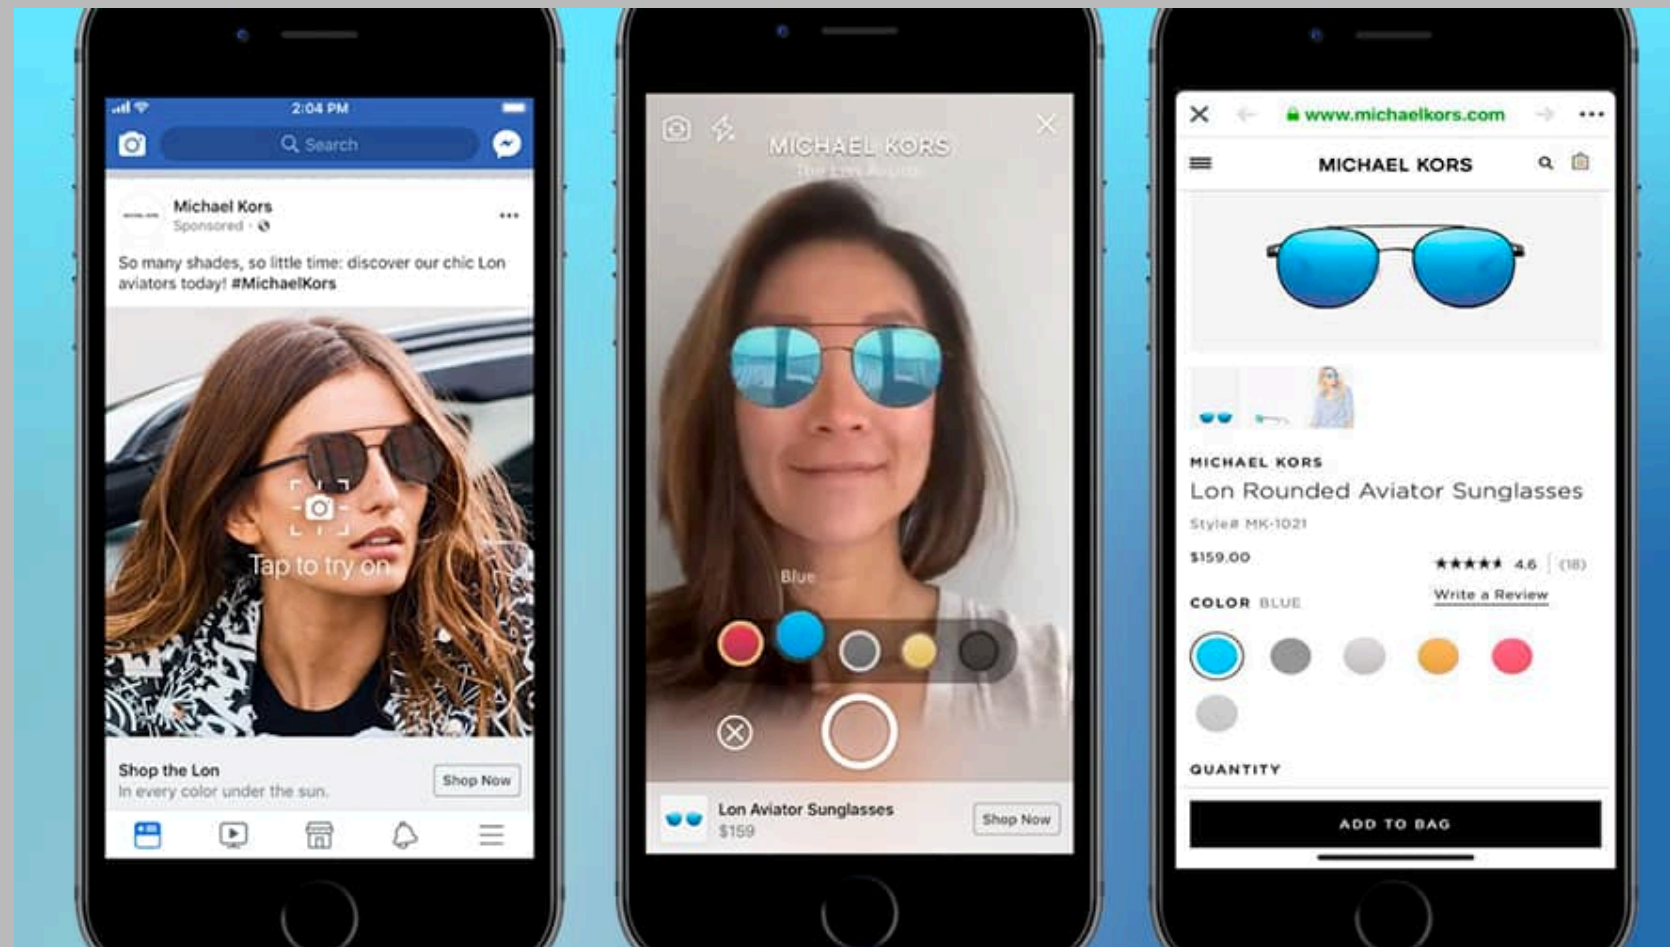 2:04 PM
Search
Michael Kors
Sponsored ·
So many shades, so little time: discover our chic Lon
aviators today! #MichaelKors
Tap to try on
Shop the Lon
In every color under the sun.
Shop Now
MICHAEL KORS
The Lon Aviator
Blue
Lon Aviator Sunglasses
$159
Shop Now
www.michaelkors.com
MICHAEL KORS
MICHAEL KORS
Lon Rounded Aviator Sunglasses
Style# MK-1021
$159.00
4.6 | (18)
Write a Review
COLOR BLUE
QUANTITY
ADD TO BAG